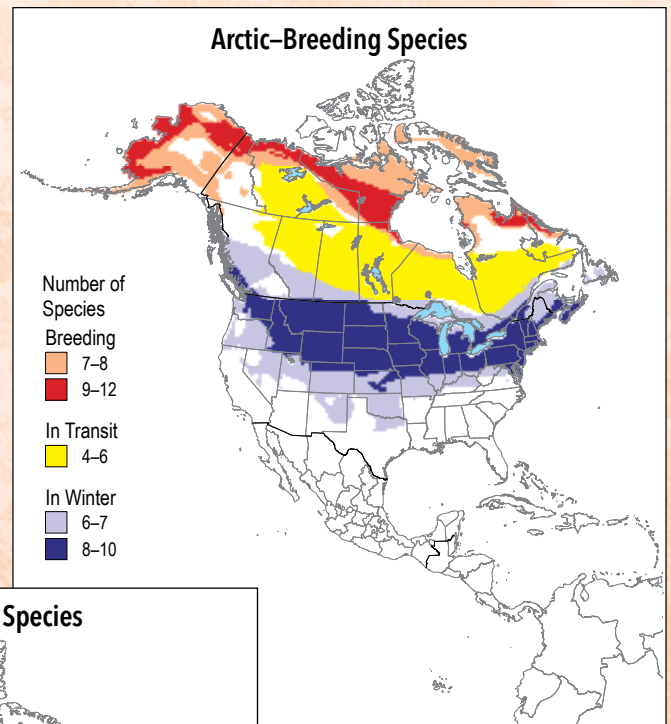 Arctic–Breeding Species
Number of
Species
Breeding
7–8
9–12
In Transit
4–6
In Winter
6–7
8–10
Species